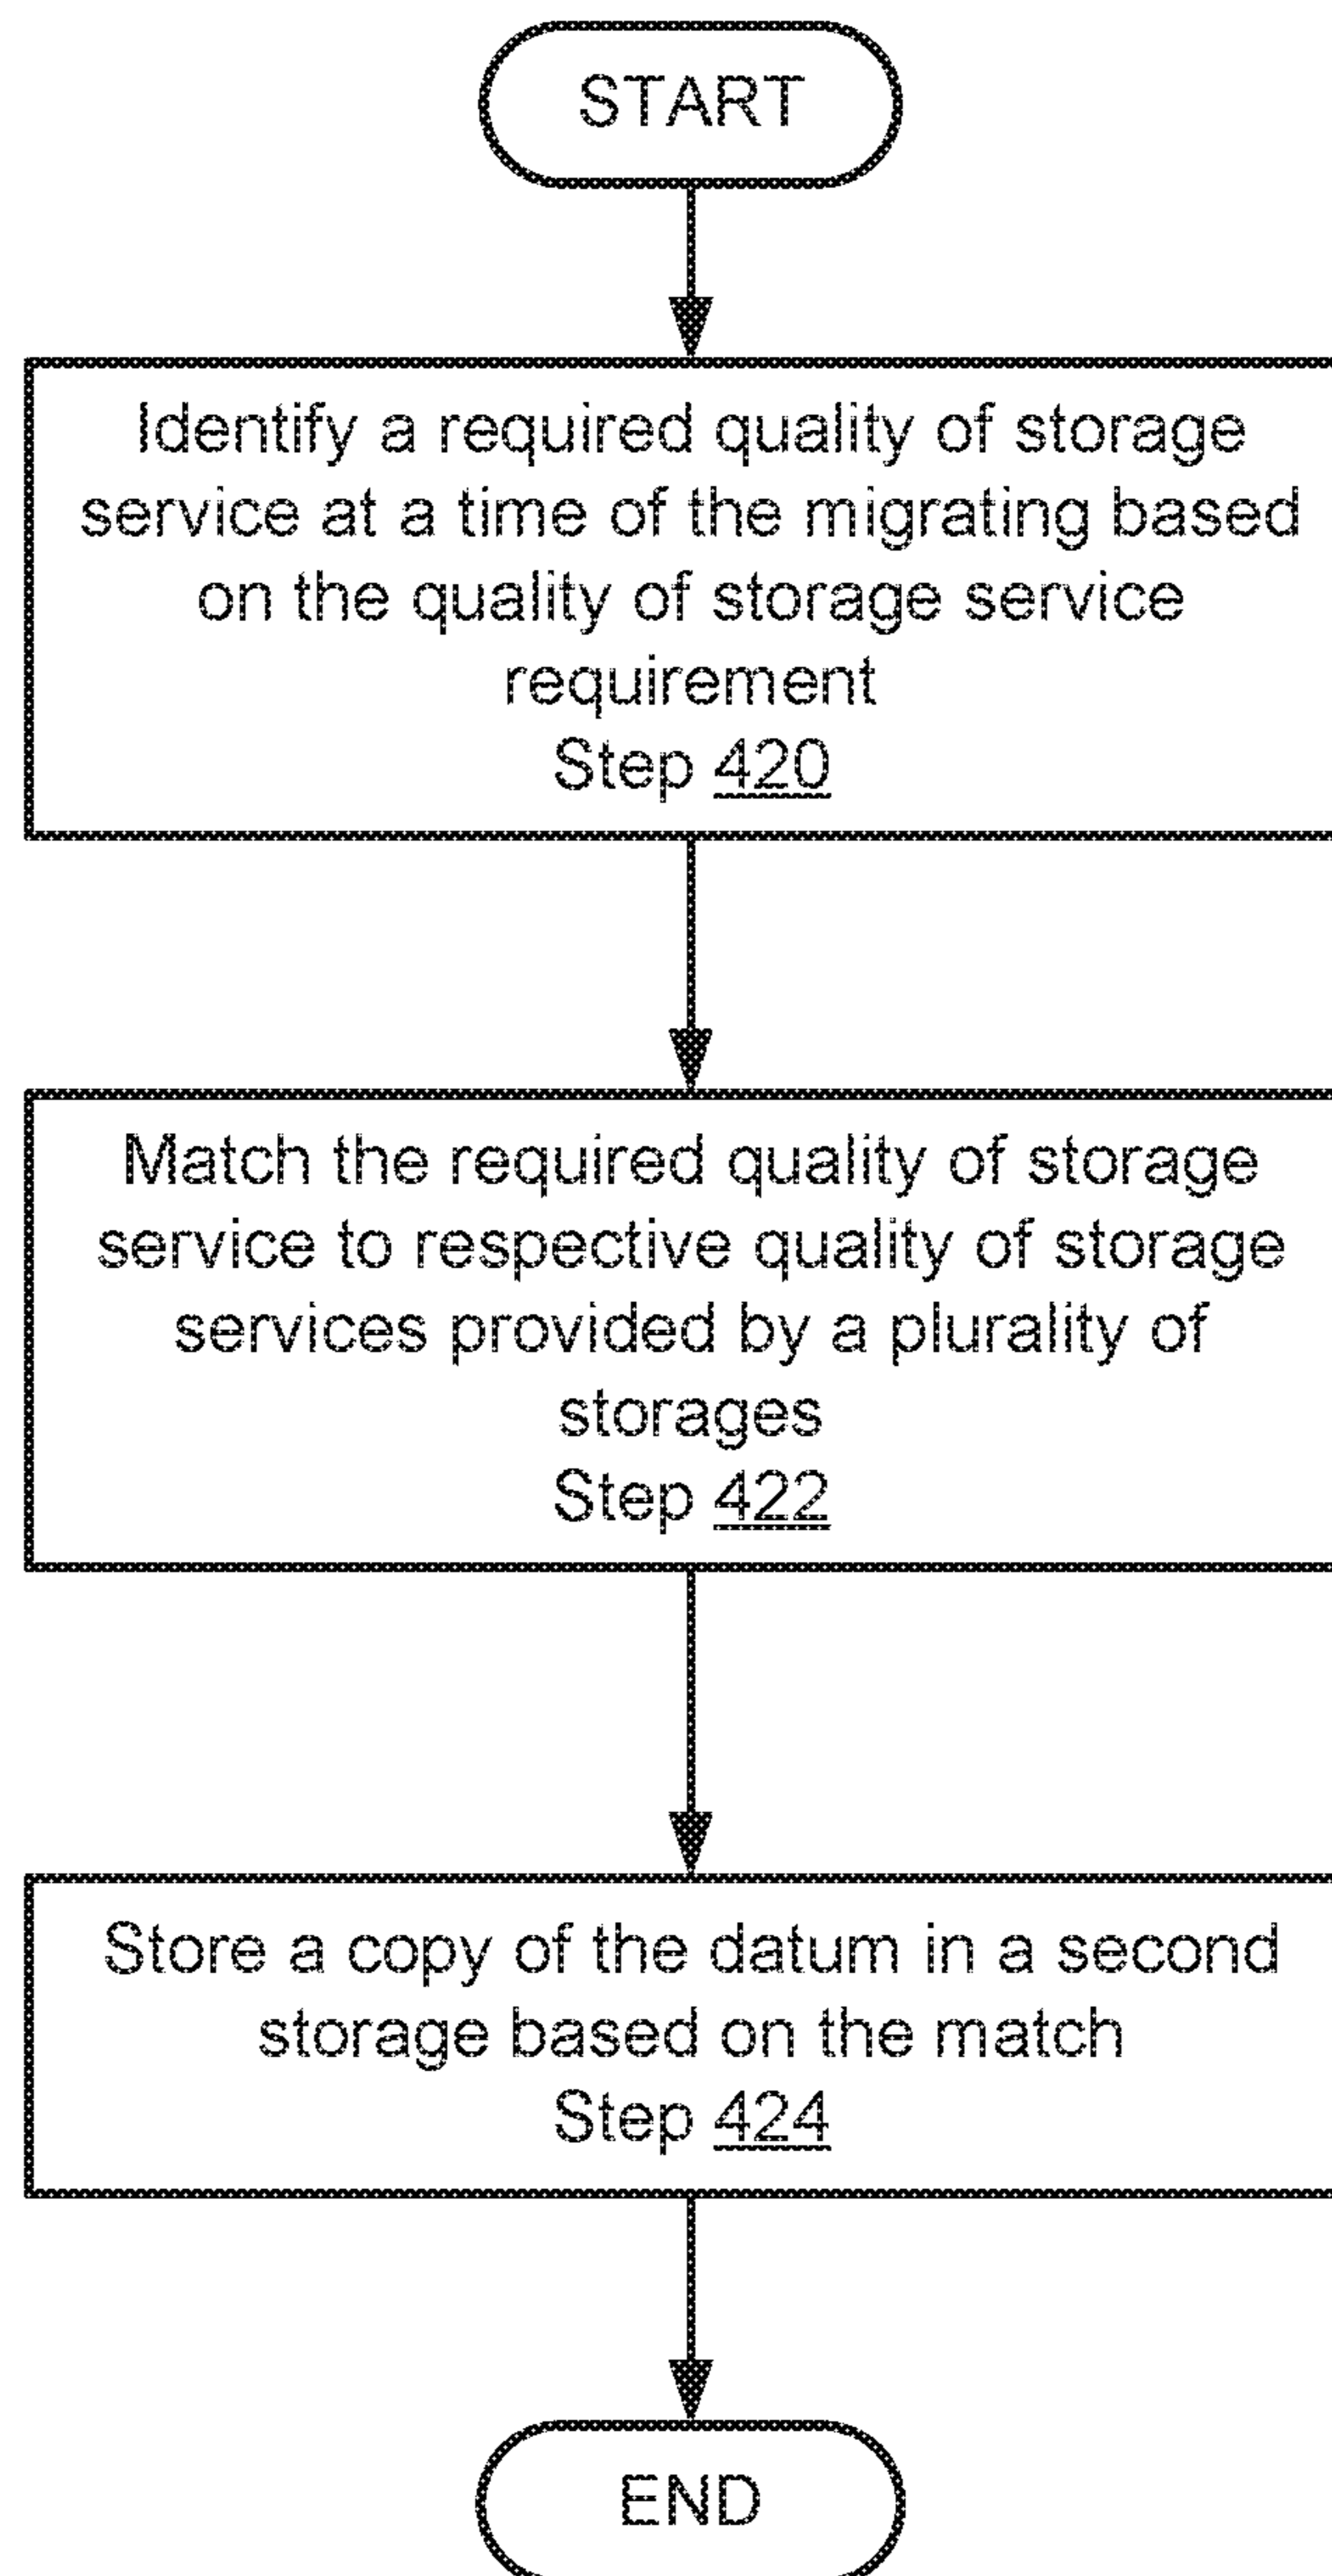 START
Identify a required quality of storage
service at a time of the migrating based
on the quality of storage service
requirement
Step 420
Match the required quality of storage
service to respective quality of storage
services provided by a plurality of
storages
Step 422
Store a copy of the datum in a second
storage based on the match
Step 424
END